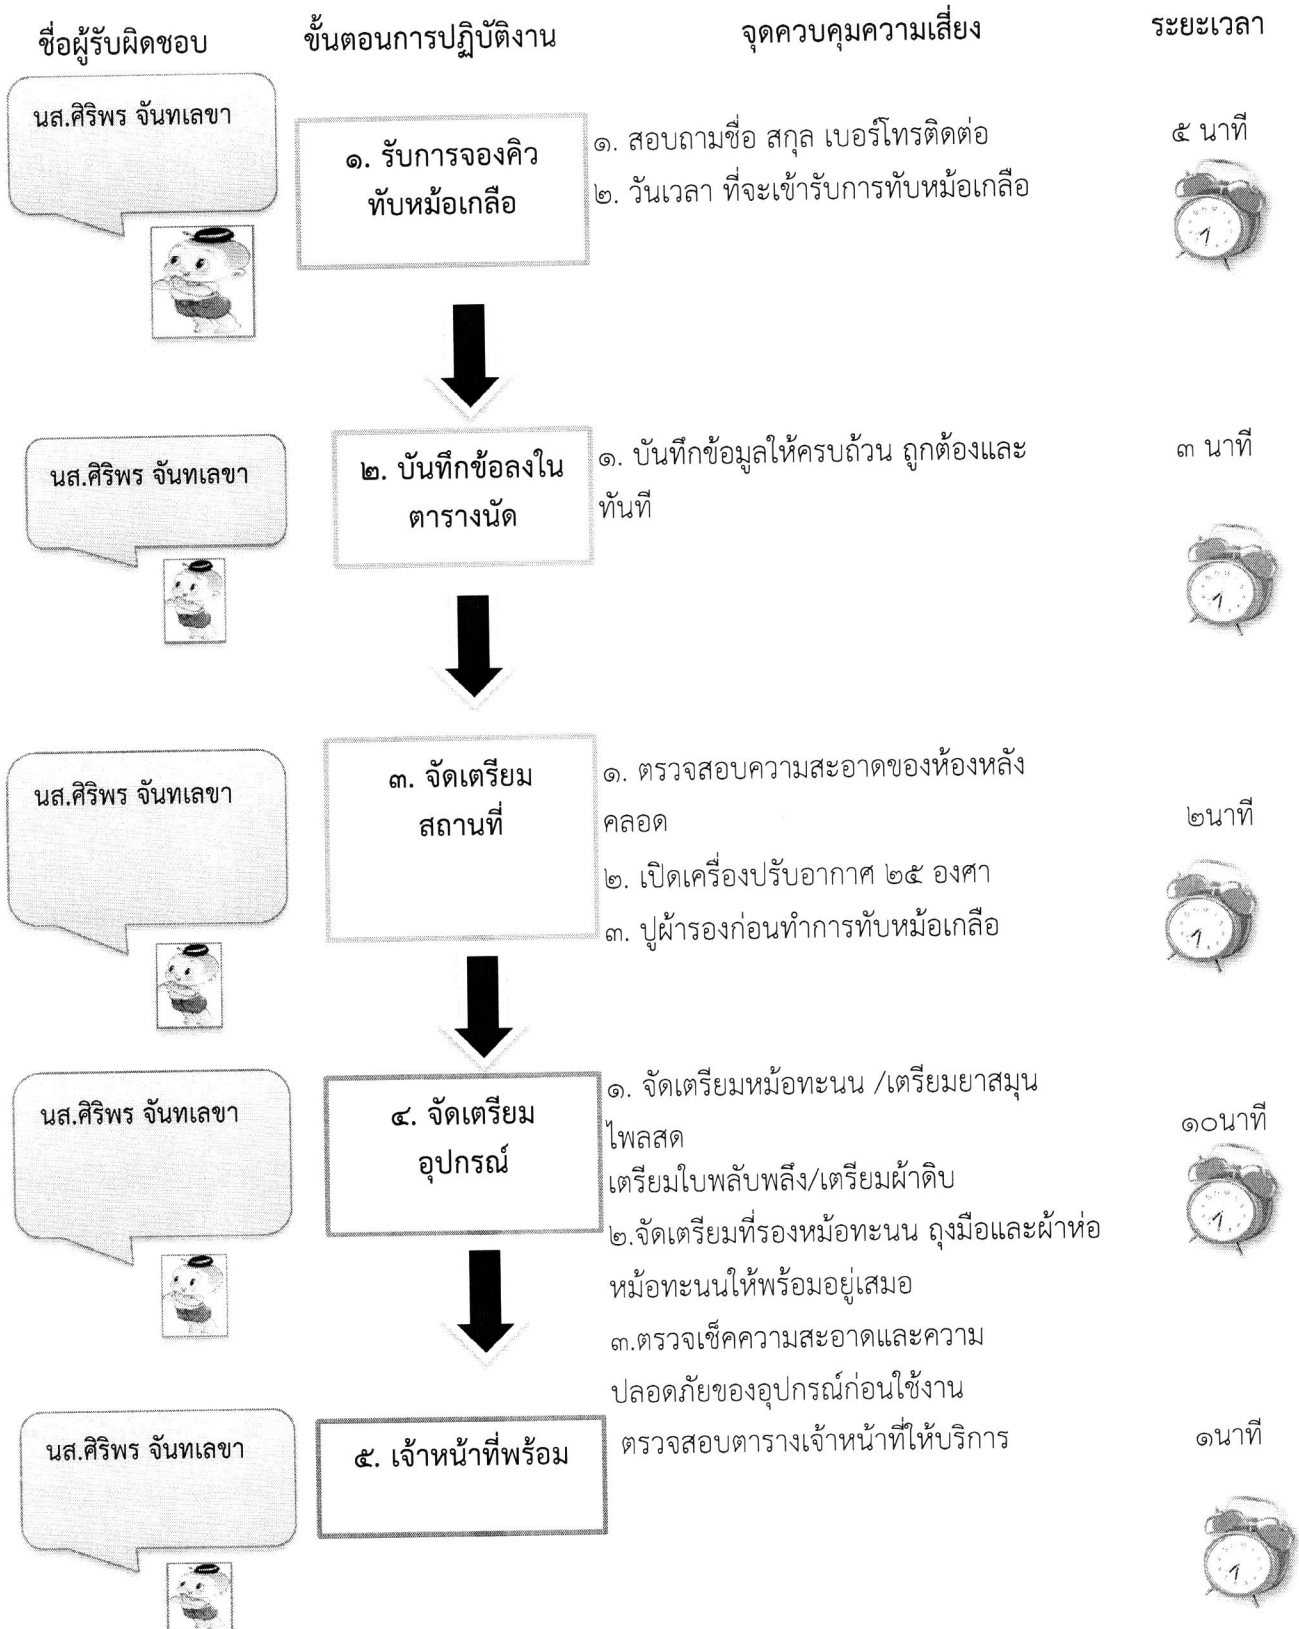 ชื่อผู้รับผิดชอบ
ขั้นตอนการปฏิบัติงาน
จุดควบคุมความเสี่ยง
ระยะเวลา
นส.ศิริพร จันทเลขา
๑. รับการจองคิว
ทับหม้อเกลือ
๑. สอบถามชื่อ สกุล เบอร์โทรติดต่อ
๒. วันเวลา ที่จะเข้ารับการทับหม้อเกลือ
๕ นาที
นส.ศิริพร จันทเลขา
๒. บันทึกข้อลงใน
ตารางนัด
๑. บันทึกข้อมูลให้ครบถ้วน ถูกต้องและ
ทันที
๓ นาที
นส.ศิริพร จันทเลขา
๓. จัดเตรียม
สถานที่
๑. ตรวจสอบความสะอาดของห้องหลัง
คลอด
๒. เปิดเครื่องปรับอากาศ ๒๕ องศา
๓. ปูผ้ารองก่อนทำการทับหม้อเกลือ
๒นาที
นส.ศิริพร จันทเลขา
๔. จัดเตรียม
อุปกรณ์
๑. จัดเตรียมหม้อทะนน /เตรียมยาสมุน
ไพลสด
เตรียมใบพลับพลึง/เตรียมผ้าดิบ
๒.จัดเตรียมที่รองหม้อทะนน ถุงมือและผ้าห่อ
หม้อทะนนให้พร้อมอยู่เสมอ
๓.ตรวจเช็คความสะอาดและความ
ปลอดภัยของอุปกรณ์ก่อนใช้งาน
๑๐นาที
นส.ศิริพร จันทเลขา
๕. เจ้าหน้าที่พร้อม
ตรวจสอบตารางเจ้าหน้าที่ให้บริการ
๑นาที